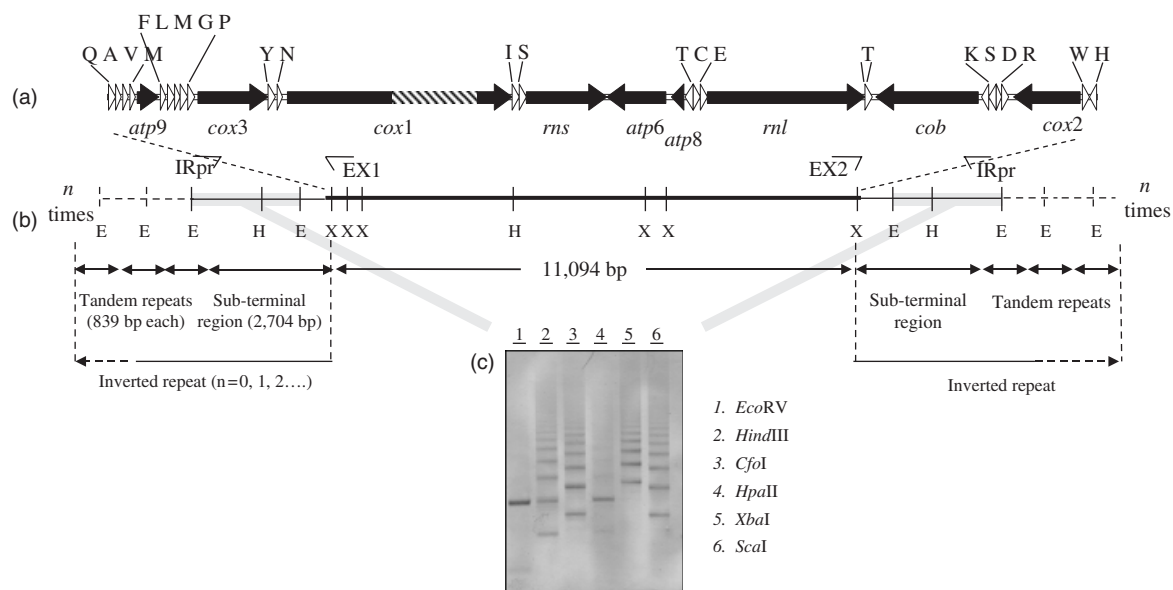 F L M G P
Q A V M Y N I S T C E T K S D R W H
(a)
atp9 cox3 cox1 rns atp6 atp8 rnl cob cox2
IRpr EX1 EX2 IRpr
(b) n times n times
E E E H E X X X H X X X E H E E E
11,094 bp
Tandem repeats (839 bp each) Sub-terminal region (2,704 bp) Sub-terminal region Tandem repeats
Inverted repeat (n=0, 1, 2....) Inverted repeat
(c) 1 2 3 4 5 6
1. EcoRV
2. HindIII
3. CfoI
4. HpaII
5. XbaI
6. ScaI